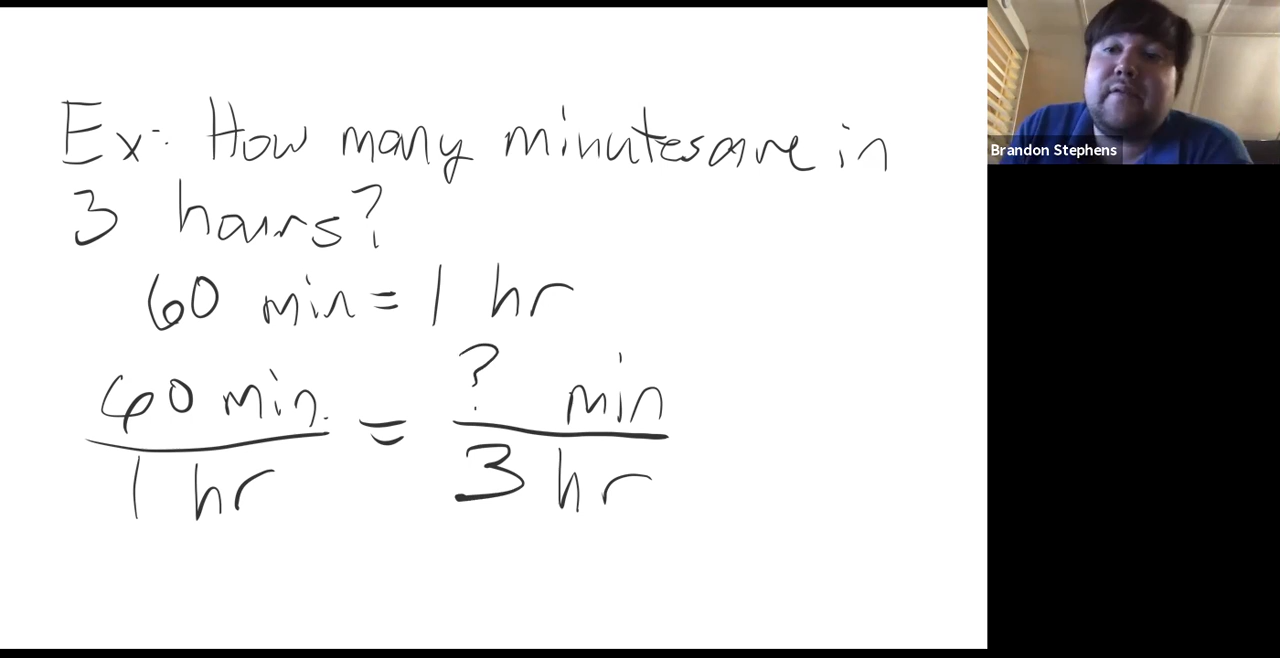 Ex: How many minutes are in
3 hours?
60 min = 1 hr
60 min. = ? min
1 hr 3 hr
Brandon Stephens